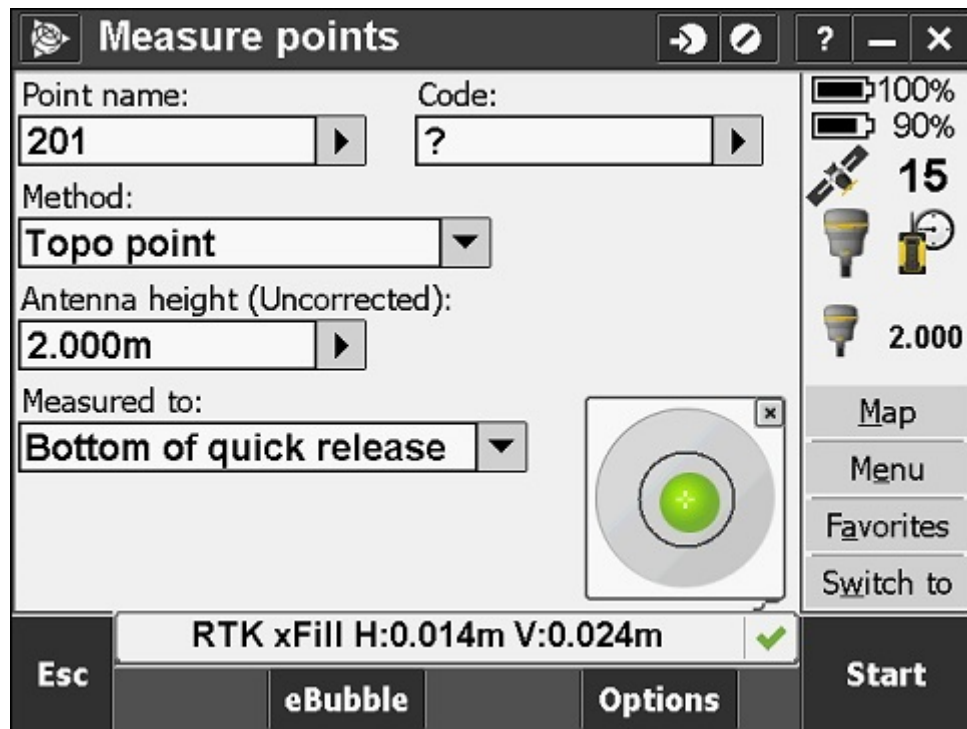 Measure points
?
100%
90%
15
2.000
Point name:
Code:
201
?
Method:
Topo point
Antenna height (Uncorrected):
2.000m
Measured to:
Bottom of quick release
Map
Menu
Favorites
Switch to
RTK xFill H:0.014m V:0.024m
Esc
eBubble
Options
Start